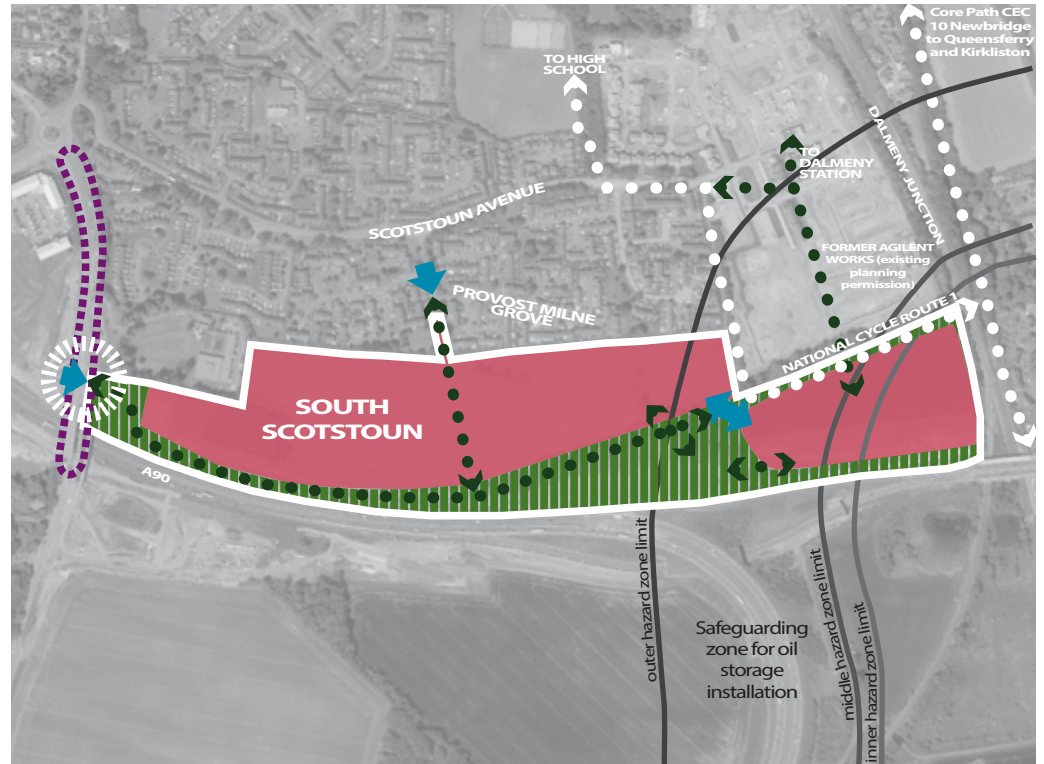 Core Path CEC
10 Newbridge
to Queensferry
and Kirkliston
TO HIGH
SCHOOL
DALMENY JUNCTION
TO
DALMENY
STATION
SCOTSTOUN AVENUE
FORMER AGILENT
WORKS (existing
planning
permission)
PROVOST MILNE
GROVE
NATIONAL CYCLE ROUTE 1
SOUTH
SCOTSTOUN
A90
outer hazard zone limit
Safeguarding
zone for oil
storage
installation
middle hazard zone limit
inner hazard zone limit